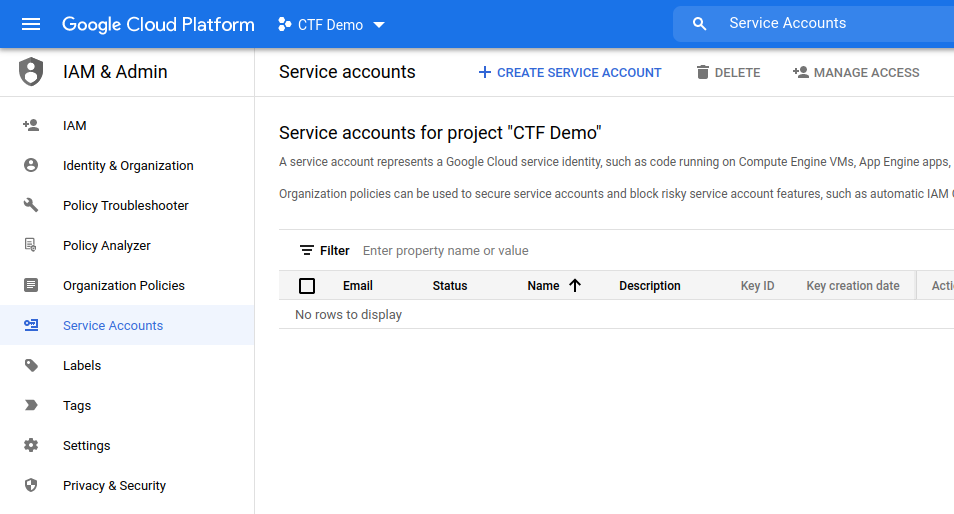 Google Cloud Platform CTF Demo Service Accounts
IAM & Admin
Service accounts CREATE SERVICE ACCOUNT DELETE MANAGE ACCESS
IAM
Identity & Organization
Policy Troubleshooter
Policy Analyzer
Organization Policies
Service Accounts
Labels
Tags
Settings
Privacy & Security
Service accounts for project "CTF Demo"
A service account represents a Google Cloud service identity, such as code running on Compute Engine VMs, App Engine apps,
Organization policies can be used to secure service accounts and block risky service account features, such as automatic IAM
Filter Enter property name or value
Email Status Name Description Key ID Key creation date
No rows to display